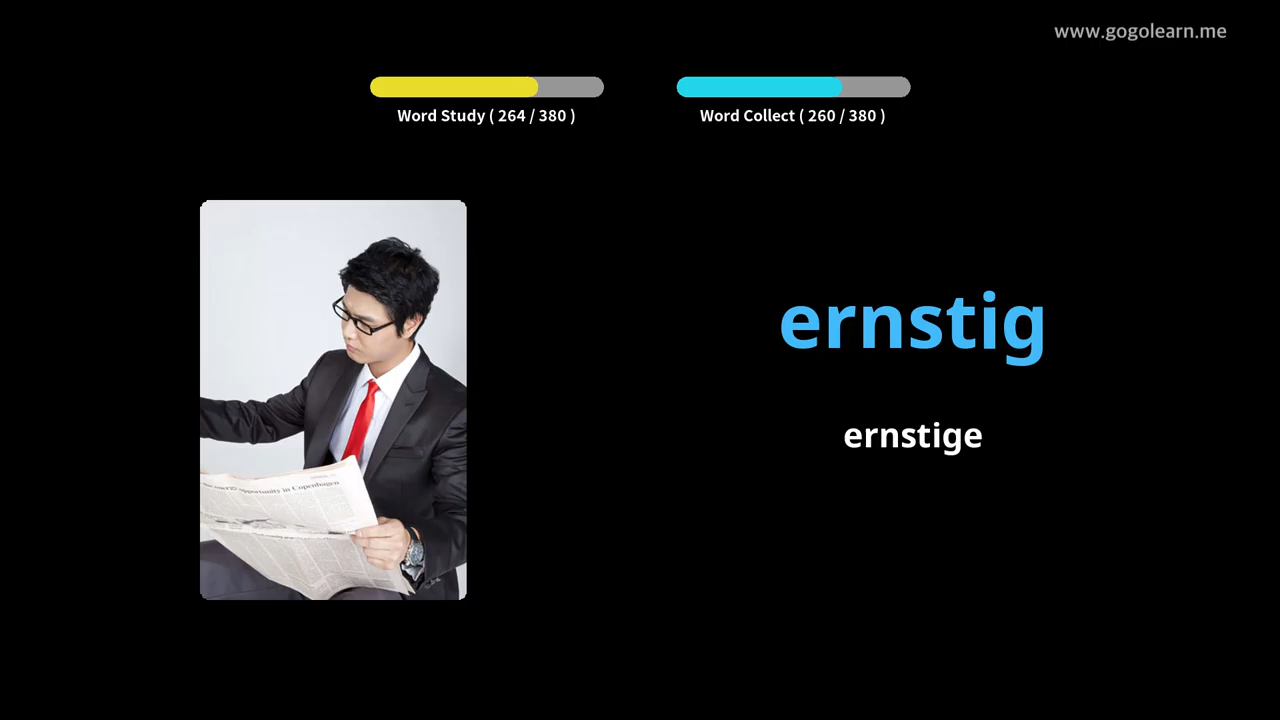 www.gogolearn.me
Word Study ( 264 / 380 )
Word Collect ( 260 / 380 )
ernstig
ernstige
opportunity in Copenhagen